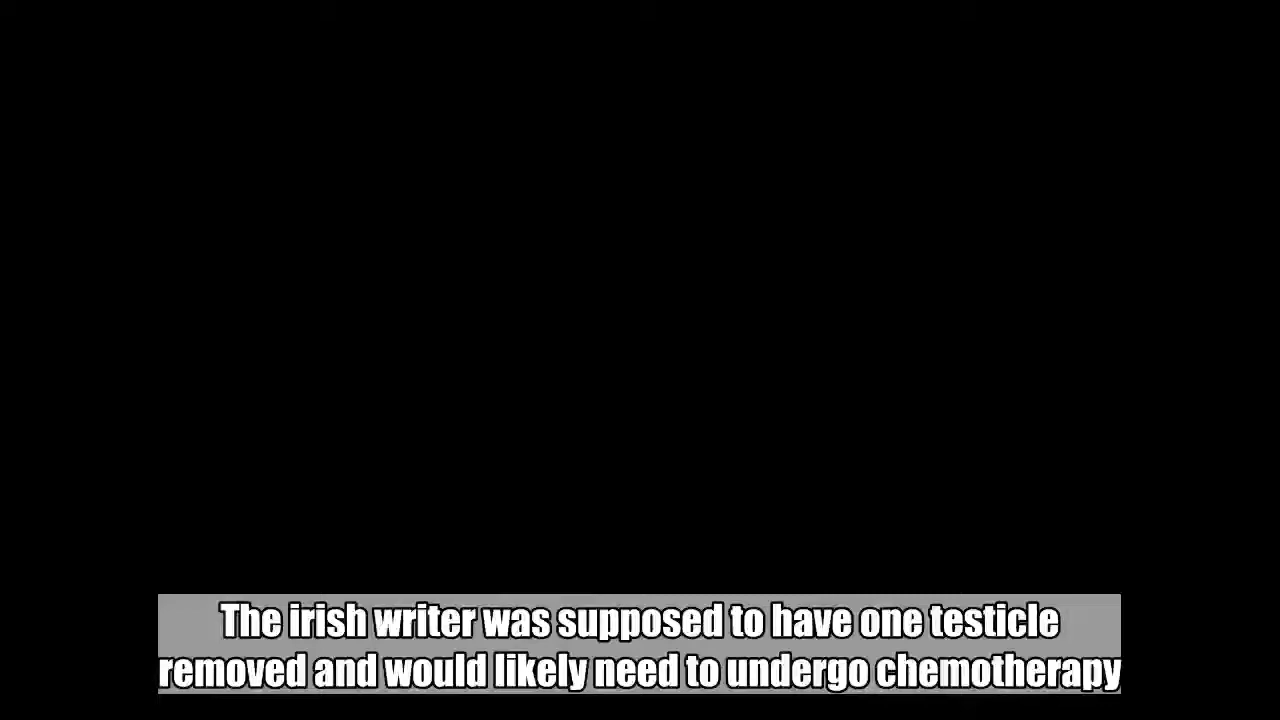 The irish writer was supposed to have one testicle
removed and would likely need to undergo chemotherapy